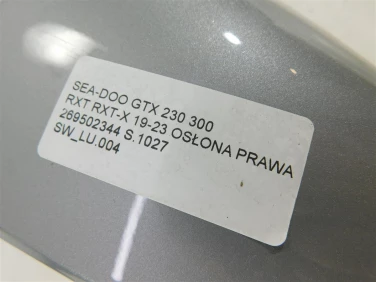 SEA-DOO GTX 230 300
RXT RXT-X 19-23 OSŁONA PRAWA
269502344 S.1027
SW_LU.004